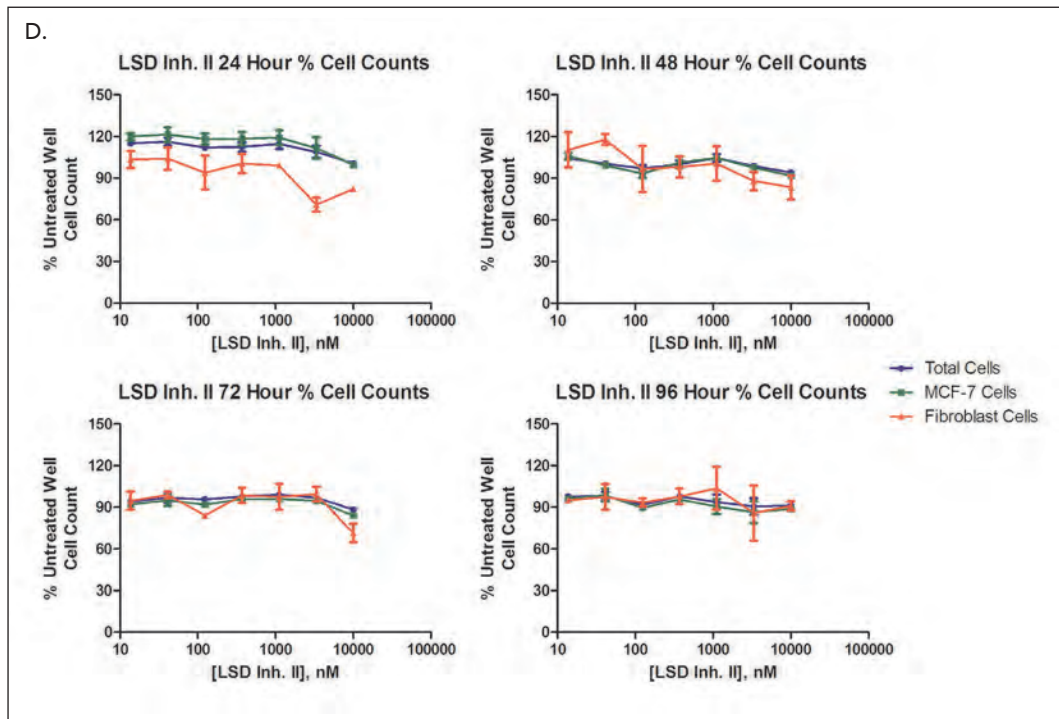 D.
LSD Inh. II 24 Hour % Cell Counts
% Untreated Well
Cell Count
150
120
90
60
30
0
10
100
1000
10000
100000
[LSD Inh. II], nM
LSD Inh. II 48 Hour % Cell Counts
% Untreated Well
Cell Count
150
120
90
60
30
0
10
100
1000
10000
100000
[LSD Inh. II], nM
Total Cells
MCF-7 Cells
Fibroblast Cells
LSD Inh. II 72 Hour % Cell Counts
% Untreated Well
Cell Count
150
120
90
60
30
0
10
100
1000
10000
100000
[LSD Inh. II], nM
LSD Inh. II 96 Hour % Cell Counts
% Untreated Well
Cell Count
150
120
90
60
30
0
10
100
1000
10000
100000
[LSD Inh. II], nM